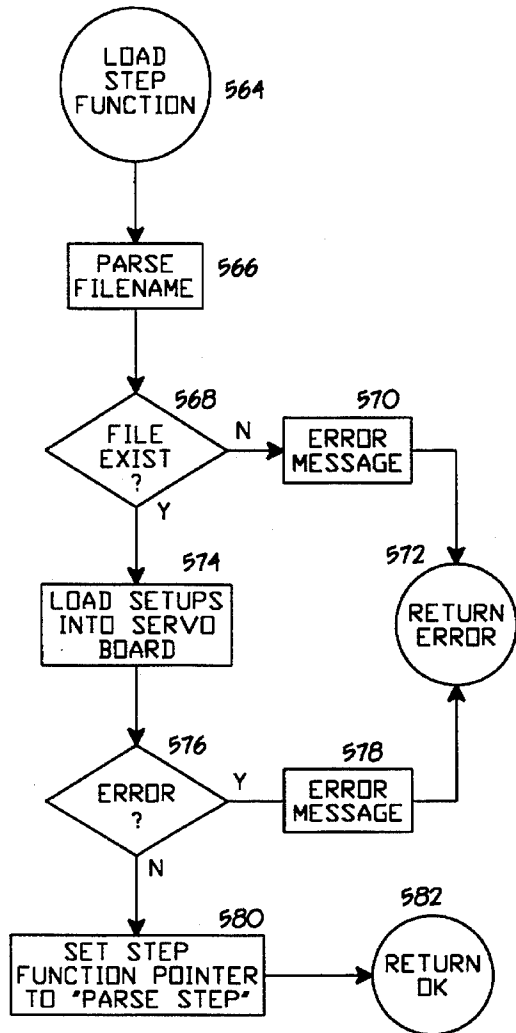 LOAD
STEP
FUNCTION
564
PARSE
FILENAME
566
568
FILE
EXIST
?
N
Y
570
ERROR
MESSAGE
572
RETURN
ERROR
574
LOAD SETUPS
INTO SERVO
BOARD
576
ERROR
?
Y
N
578
ERROR
MESSAGE
580
SET STEP
FUNCTION POINTER
TO "PARSE STEP"
582
RETURN
OK